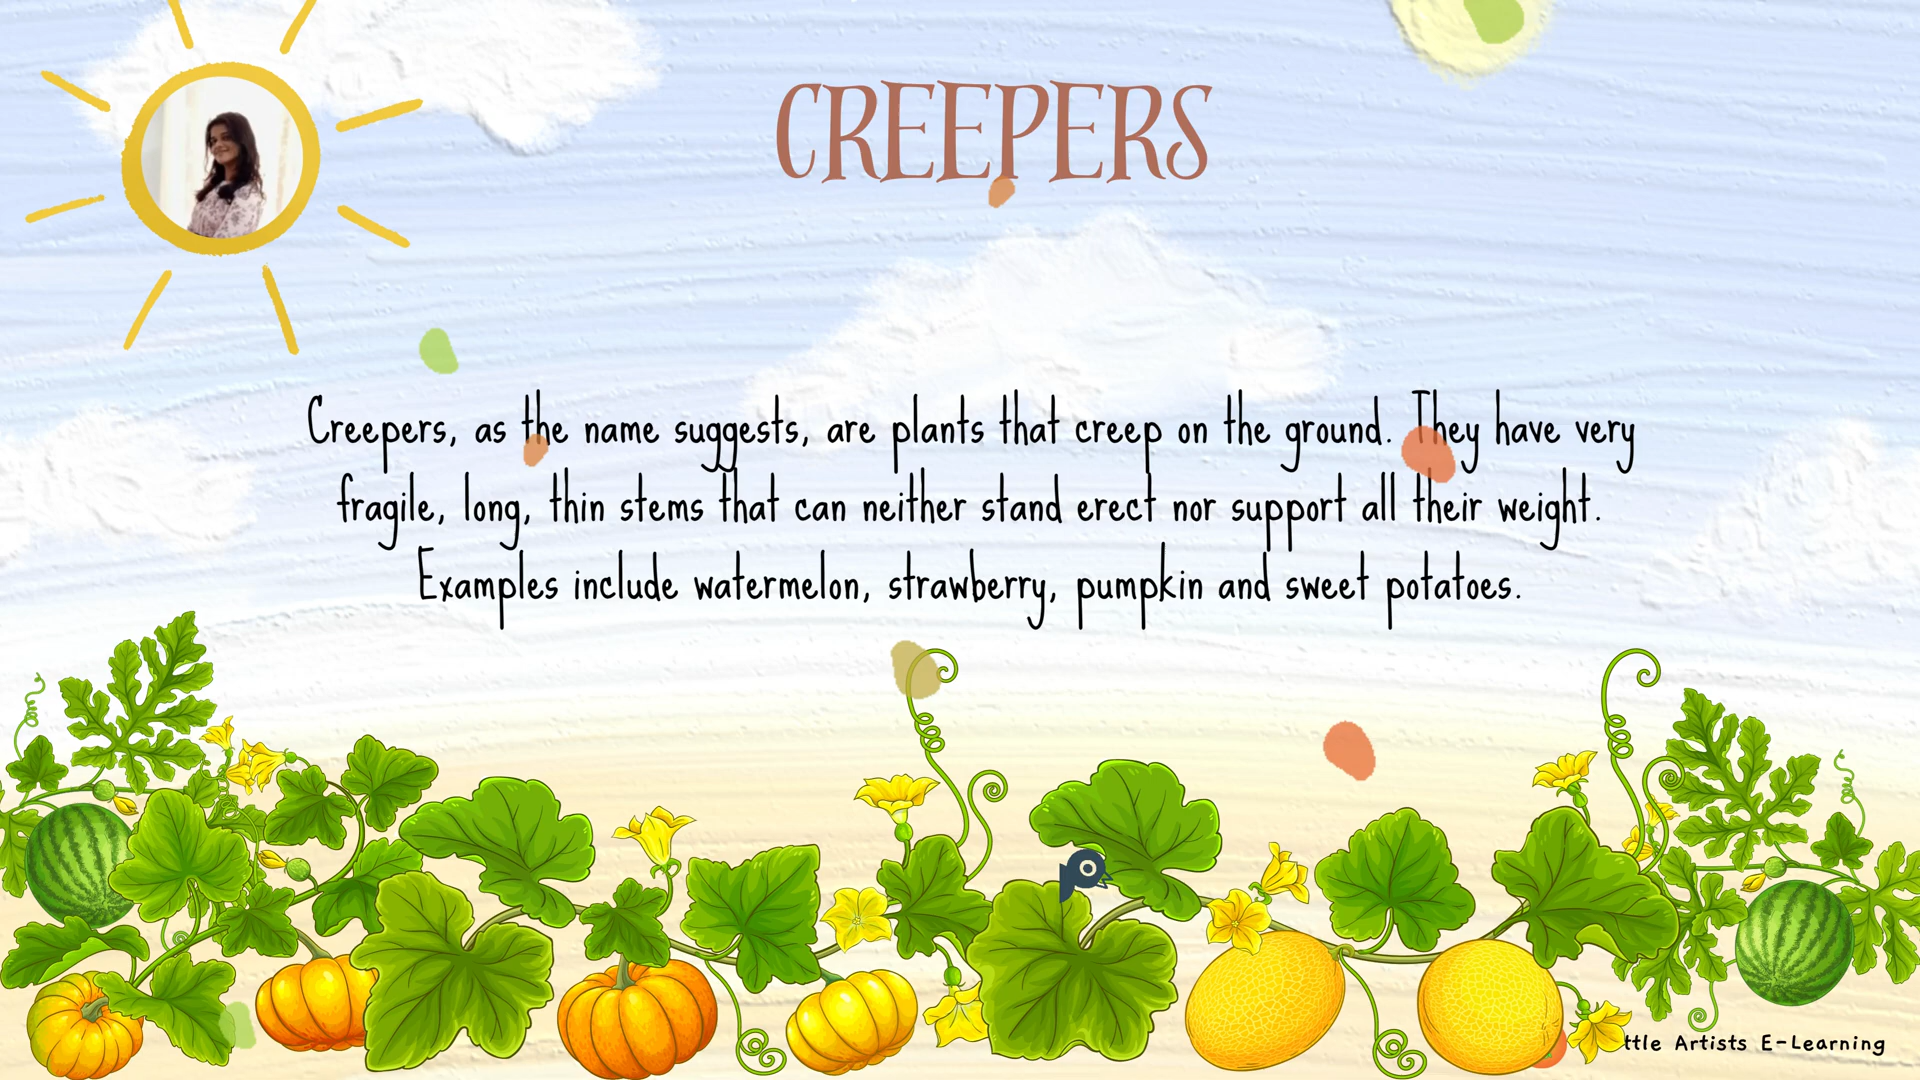 CREEPERS
Creepers, as the name suggests, are plants that creep on the ground. They have very
fragile, long, thin stems that can neither stand erect nor support all their weight.
Examples include watermelon, strawberry, pumpkin and sweet potatoes.
Artists E-Learning